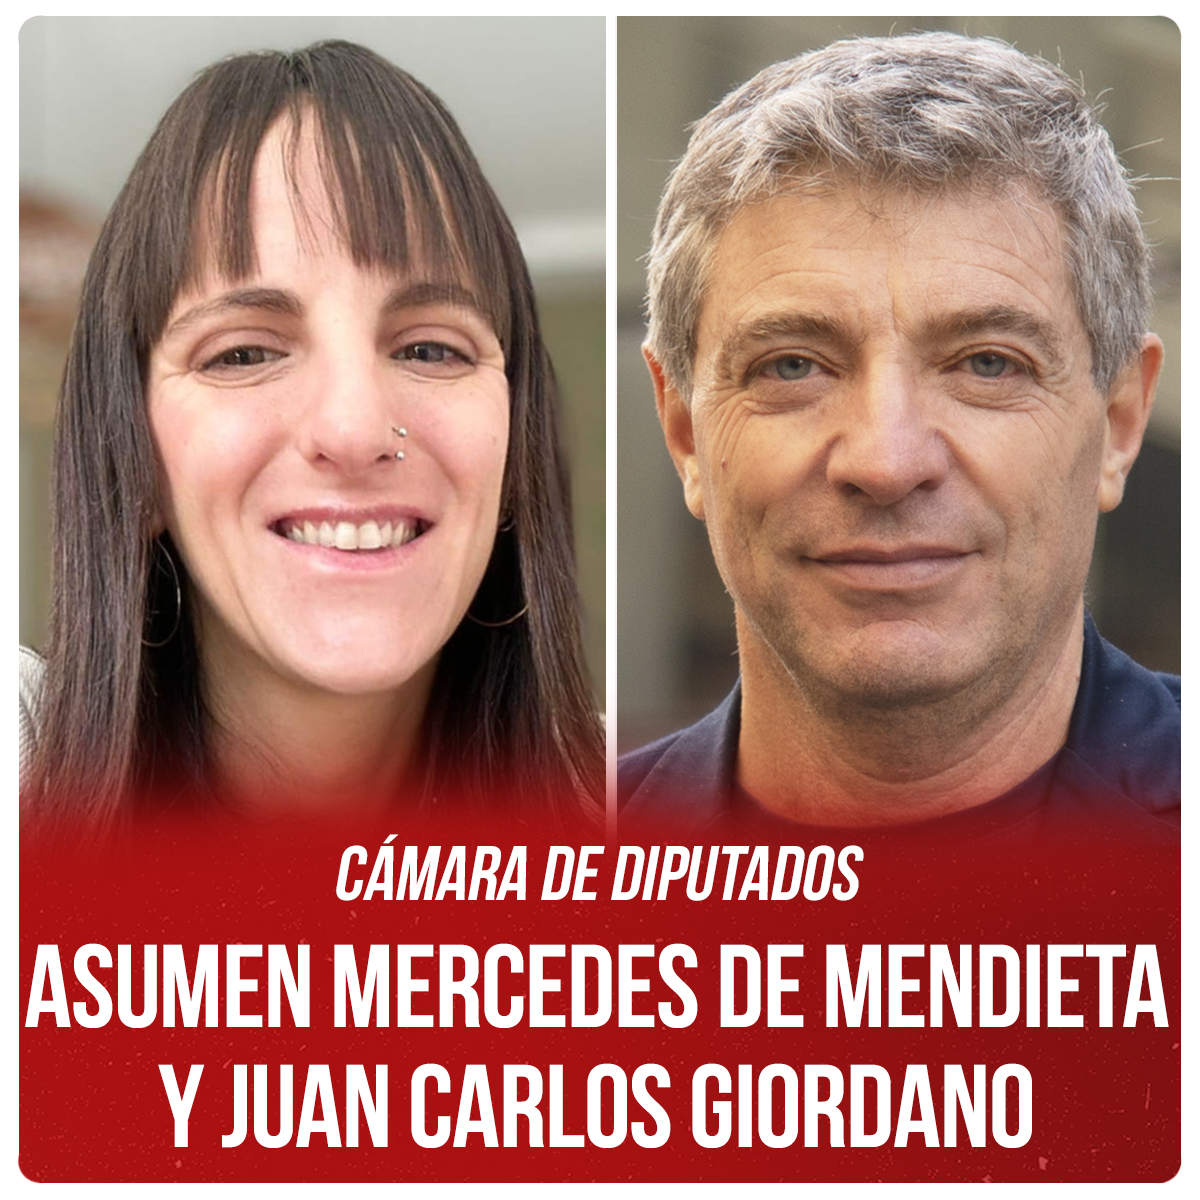 CÁMARA DE DIPUTADOS
ASUMEN MERCEDES DE MENDIETA
Y JUAN CARLOS GIORDANO